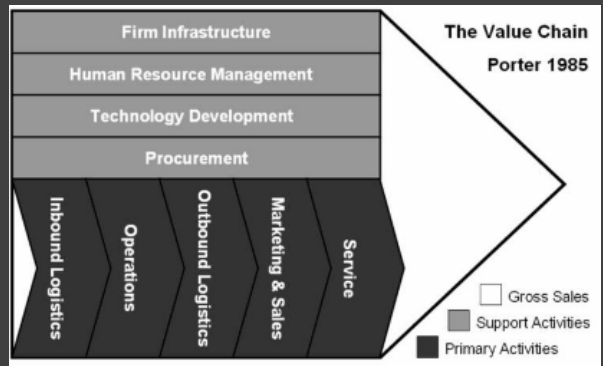 Firm Infrastructure
Human Resource Management
Technology Development
Procurement
Inbound Logistics
Operations
Outbound Logistics
Marketing & Sales
Service
The Value Chain
Porter 1985
Gross Sales
Support Activities
Primary Activities